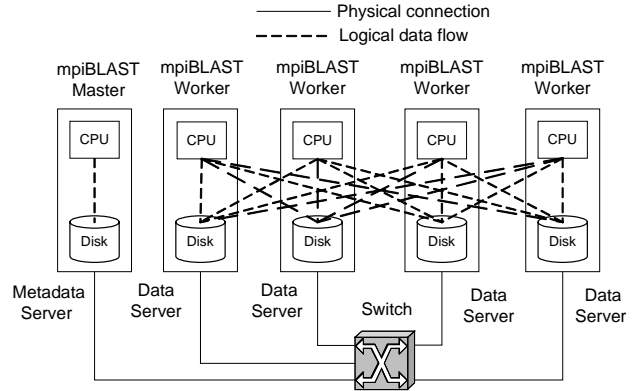 Physical connection
Logical data flow
mpiBLAST Master
mpiBLAST Worker
mpiBLAST Worker
mpiBLAST Worker
mpiBLAST Worker
CPU
CPU
CPU
CPU
CPU
Disk
Disk
Disk
Disk
Disk
Metadata Server
Data Server
Data Server
Switch
Data Server
Data Server